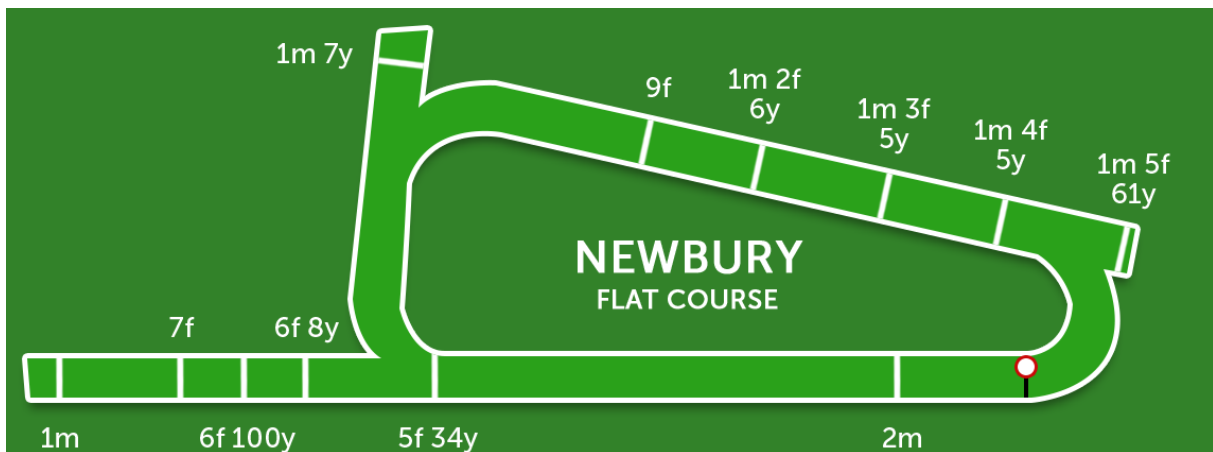 1m 7y
9f
1m 2f
6y
1m 3f
5y
1m 4f
5y
1m 5f
61y
NEWBURY
FLAT COURSE
7f
6f 8y
1m
6f 100y
5f 34y
2m